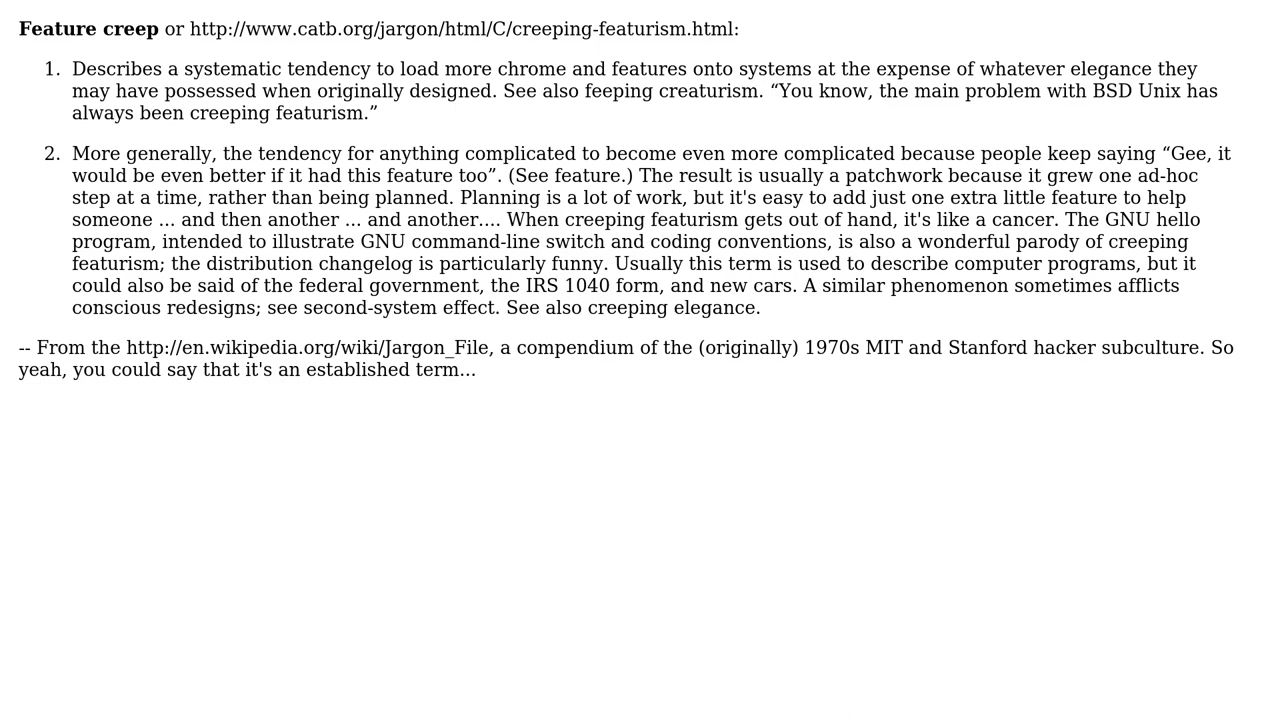 Feature creep or http://www.catb.org/jargon/html/C/creeping-featurism.html:
1. Describes a systematic tendency to load more chrome and features onto systems at the expense of whatever elegance they
may have possessed when originally designed. See also feeping creaturism. “You know, the main problem with BSD Unix has
always been creeping featurism.”
2. More generally, the tendency for anything complicated to become even more complicated because people keep saying “Gee, it
would be even better if it had this feature too”. (See feature.) The result is usually a patchwork because it grew one ad-hoc
step at a time, rather than being planned. Planning is a lot of work, but it's easy to add just one extra little feature to help
someone ... and then another ... and another.... When creeping featurism gets out of hand, it's like a cancer. The GNU hello
program, intended to illustrate GNU command-line switch and coding conventions, is also a wonderful parody of creeping
featurism; the distribution changelog is particularly funny. Usually this term is used to describe computer programs, but it
could also be said of the federal government, the IRS 1040 form, and new cars. A similar phenomenon sometimes afflicts
conscious redesigns; see second-system effect. See also creeping elegance.
-- From the http://en.wikipedia.org/wiki/Jargon_File, a compendium of the (originally) 1970s MIT and Stanford hacker subculture. So
yeah, you could say that it's an established term...